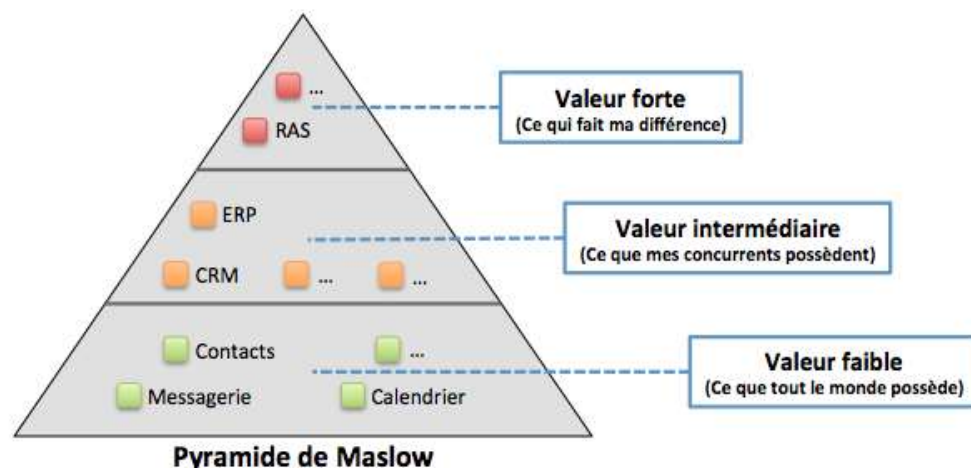 ...
Valeur forte
(Ce qui fait ma différence)
RAS
ERP
Valeur intermédiaire
(Ce que mes concurrents possèdent)
CRM ... ...
Contacts ...
Valeur faible
(Ce que tout le monde possède)
Messagerie Calendrier
Pyramide de Maslow